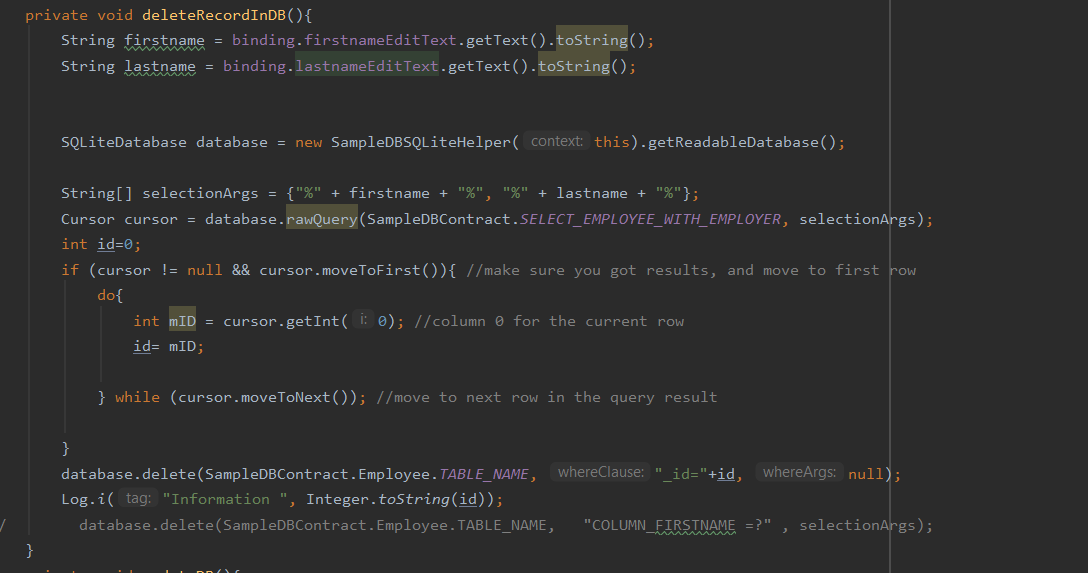 private void deleteRecordInDB(){
String firstname = binding.firstnameEditText.getText().toString();
String lastname = binding.lastnameEditText.getText().toString();
SQLiteDatabase database = new SampleDBSQLiteHelper( context: this).getReadableDatabase();
String[] selectionArgs = {"%" + firstname + "%", "%" + lastname + "%"};
Cursor cursor = database.rawQuery(SampleDBContract.SELECT_EMPLOYEE_WITH_EMPLOYER, selectionArgs);
int id=0;
if (cursor != null && cursor.moveToFirst()){ //make sure you got results, and move to first row
do{
int mID = cursor.getInt( i: 0); //column 0 for the current row
id= mID;
} while (cursor.moveToNext()); //move to next row in the query result
}
database.delete(SampleDBContract.Employee.TABLE_NAME, whereClause: "_id="+id, whereArgs: null);
Log.i( tag: "Information ", Integer.toString(id));
/ database.delete(SampleDBContract.Employee.TABLE_NAME, "COLUMN_FIRSTNAME =?" , selectionArgs);
}